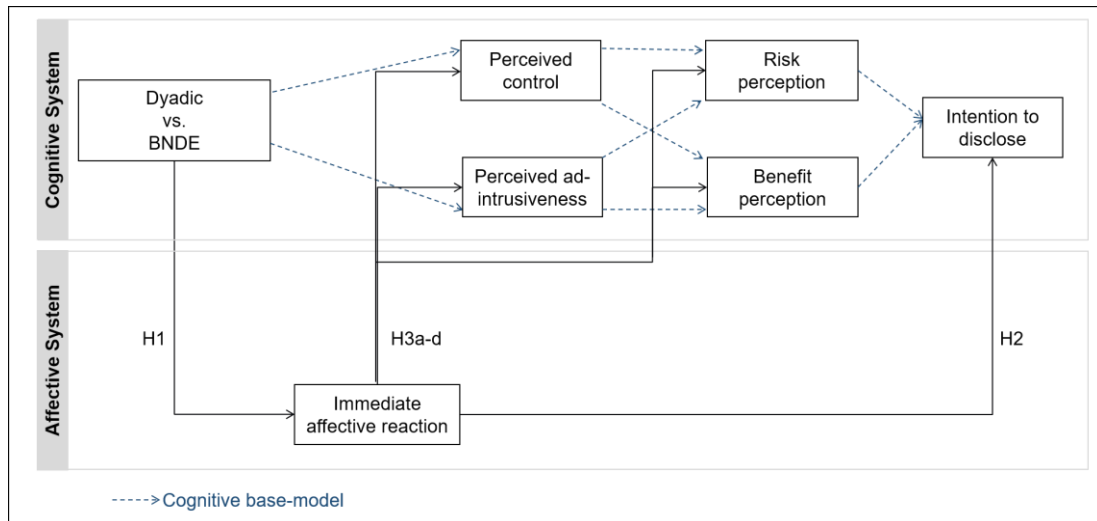 Cognitive System
Dyadic
vs.
BNDE
Perceived
control
Risk
perception
Intention to
disclose
Perceived ad-
intrusiveness
Benefit
perception
Affective System
H1
H3a-d
H2
Immediate
affective reaction
Cognitive base-model